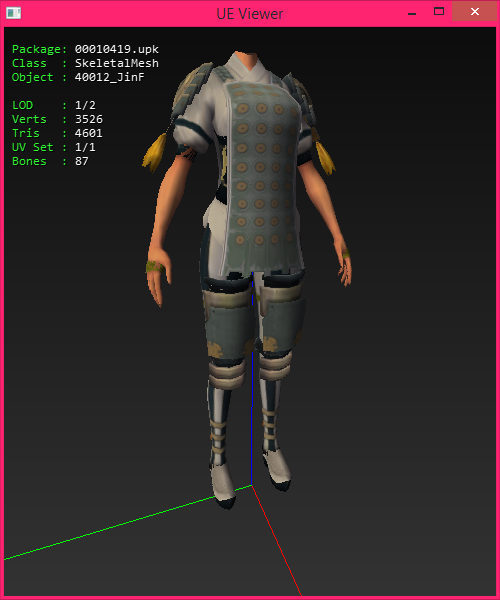 UE Viewer
Package: 00010419.upk
Class  : SkeletalMesh
Object : 40012_JinF
LOD    : 1/2
Verts  : 3526
Tris   : 4601
UV Set : 1/1
Bones  : 87